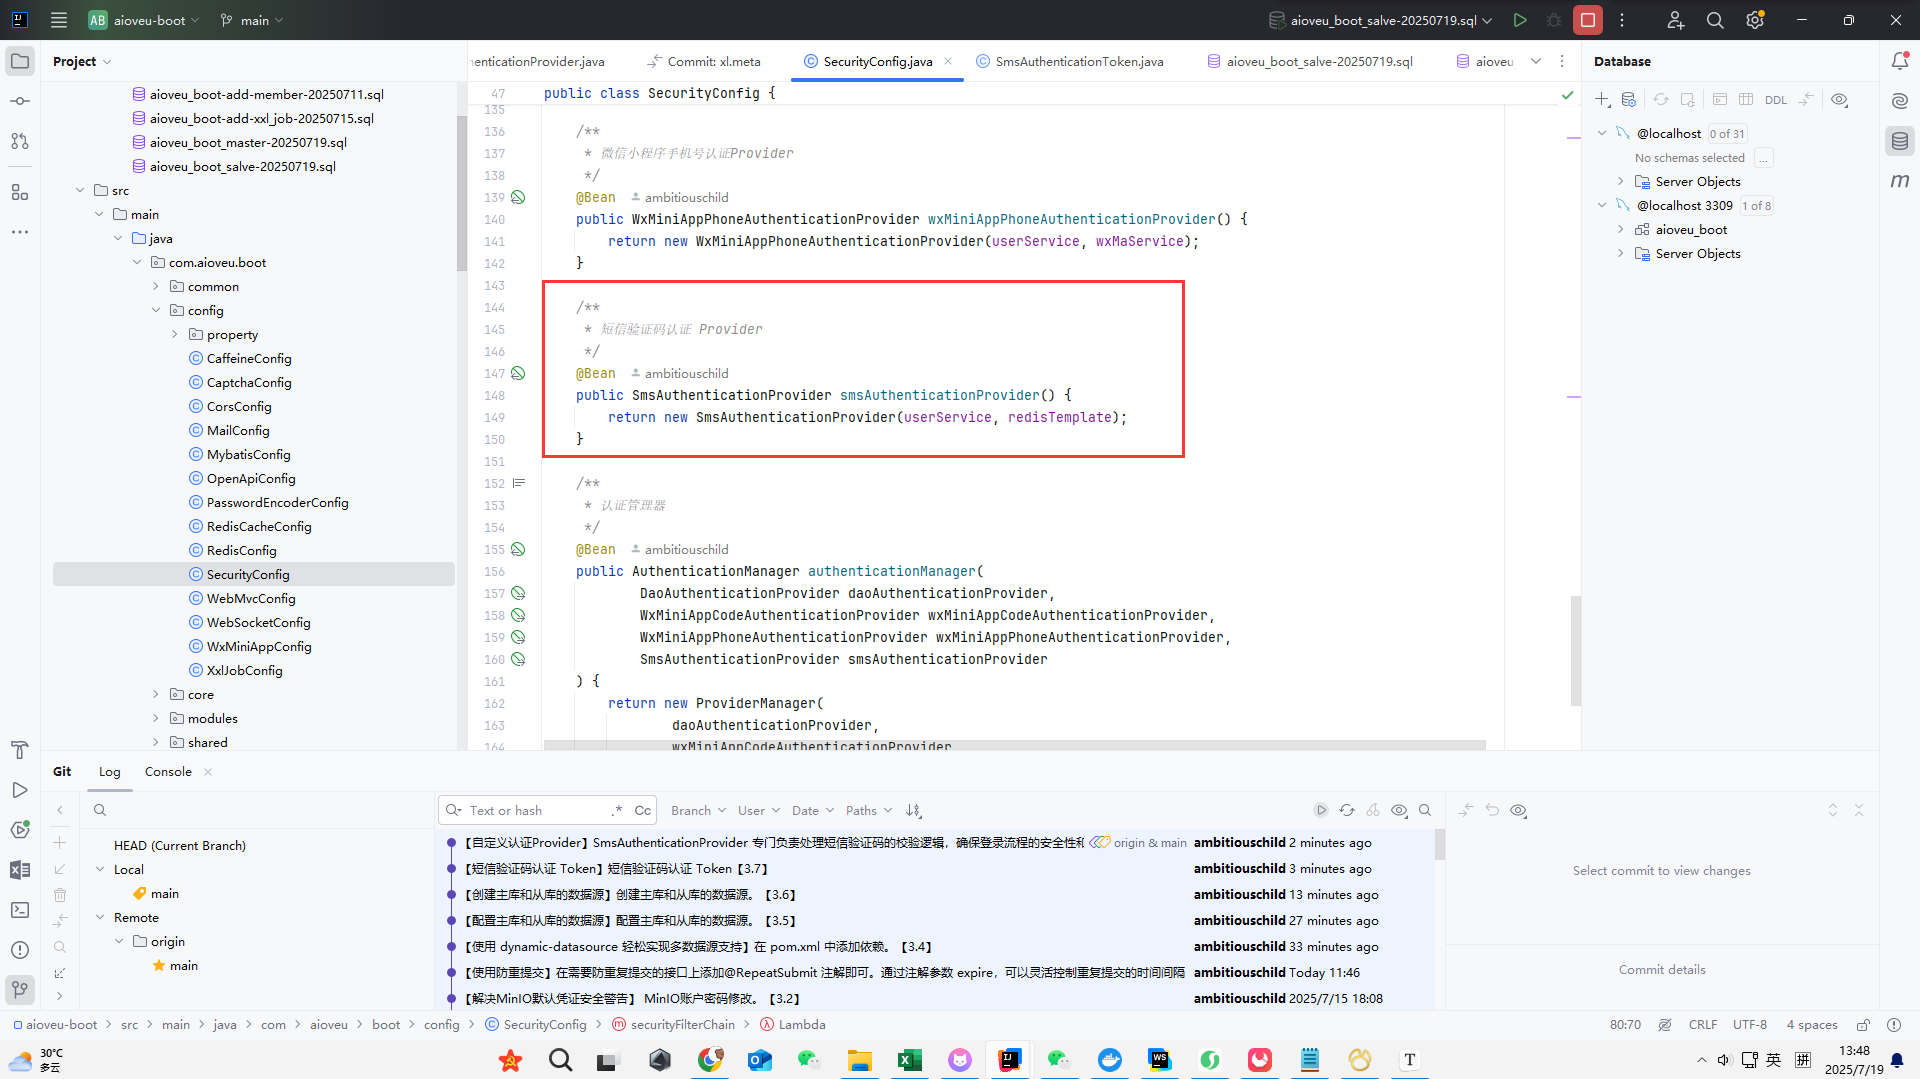 AB aioveu-boot main aioveu_boot_salve-20250719.sql
Project
enticationProvider.java Commit: xl.meta SecurityConfig.java SmsAuthenticationToken.java aioveu_boot_salve-20250719.sql aioveu
Database
aioveu_boot-add-member-20250711.sql
aioveu_boot-add-xxl_job-20250715.sql
aioveu_boot_master-20250719.sql
aioveu_boot_salve-20250719.sql
src
main
java
com.aioveu.boot
common
config
property
CaffeineConfig
CaptchaConfig
CorsConfig
MailConfig
MybatisConfig
OpenApiConfig
PasswordEncoderConfig
RedisCacheConfig
RedisConfig
SecurityConfig
WebMvcConfig
WebSocketConfig
WxMiniAppConfig
XxlJobConfig
core
modules
shared
47 public class SecurityConfig {
135
136 /**
137 * 微信小程序手机号认证Provider
138 */
139 @Bean ambitiouschild
140 public WxMiniAppPhoneAuthenticationProvider wxMiniAppPhoneAuthenticationProvider() {
141 return new WxMiniAppPhoneAuthenticationProvider(userService, wxMaService);
142 }
143
144 /**
145 * 短信验证码认证 Provider
146 */
147 @Bean ambitiouschild
148 public SmsAuthenticationProvider smsAuthenticationProvider() {
149 return new SmsAuthenticationProvider(userService, redisTemplate);
150 }
151
152 /**
153 * 认证管理器
154 */
155 @Bean ambitiouschild
156 public AuthenticationManager authenticationManager(
157 DaoAuthenticationProvider daoAuthenticationProvider,
158 WxMiniAppCodeAuthenticationProvider wxMiniAppCodeAuthenticationProvider,
159 WxMiniAppPhoneAuthenticationProvider wxMiniAppPhoneAuthenticationProvider,
160 SmsAuthenticationProvider smsAuthenticationProvider
161 ) {
162 return new ProviderManager(
163 daoAuthenticationProvider,
164 wxMiniAppCodeAuthenticationProvider
DDL
@localhost 0 of 31
No schemas selected ...
Server Objects
@localhost 3309 1 of 8
aioveu_boot
Server Objects
m
Git Log Console
HEAD (Current Branch)
Local
main
Remote
origin
main
Text or hash .* Cc Branch User Date Paths
【自定义认证Provider】SmsAuthenticationProvider 专门负责处理短信验证码的校验逻辑，确保登录流程的安全性和 origin & main ambitiouschild 2 minutes ago
【短信验证码认证 Token】短信验证码认证 Token【3.7】 ambitiouschild 3 minutes ago
【创建主库和从库的数据源】创建主库和从库的数据源。【3.6】 ambitiouschild 13 minutes ago
【配置主库和从库的数据源】配置主库和从库的数据源。【3.5】 ambitiouschild 27 minutes ago
【使用 dynamic-datasource 轻松实现多数据源支持】在 pom.xml 中添加依赖。【3.4】 ambitiouschild 33 minutes ago
【使用防重提交】在需要防重复提交的接口上添加@RepeatSubmit 注解即可。通过注解参数 expire，可以灵活控制重复提交的时间间隔 ambitiouschild Today 11:46
【解决MinIO默认凭证安全警告】 MinIO账户密码修改。【3.2】 ambitiouschild 2025/7/15 18:08
Select commit to view changes
Commit details
aioveu-boot src main java com aioveu boot config SecurityConfig securityFilterChain Lambda 80:70 CRLF UTF-8 4 spaces
30°C
多云
英 拼
13:48
2025/7/19